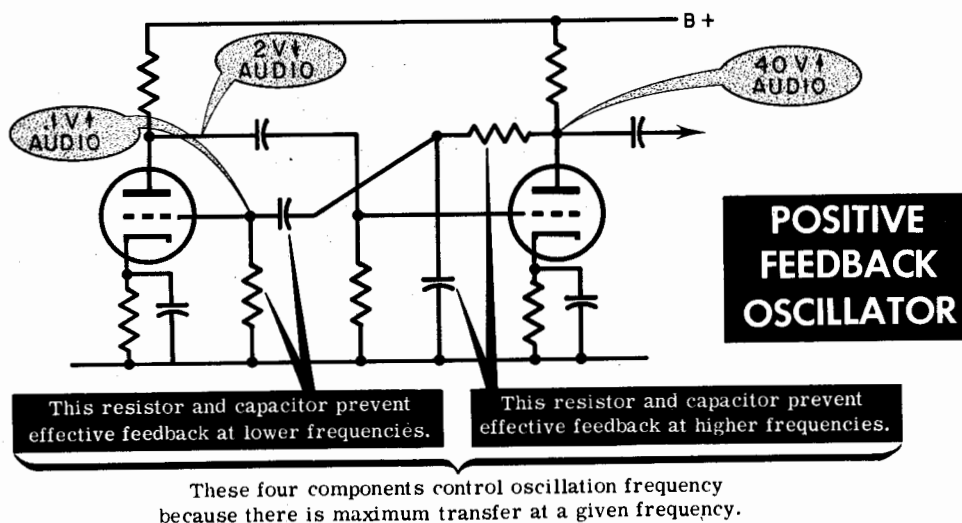 B+
2V
AUDIO
40V
AUDIO
.1V
AUDIO
POSITIVE
FEEDBACK
OSCILLATOR
This resistor and capacitor prevent
effective feedback at lower frequencies.
This resistor and capacitor prevent
effective feedback at higher frequencies.
These four components control oscillation frequency
because there is maximum transfer at a given frequency.